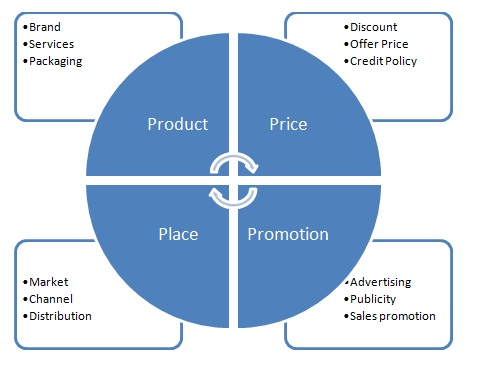 •Brand
•Services
•Packaging
•Discount
•Offer Price
•Credit Policy
Product
Price
Place
Promotion
•Market
•Channel
•Distribution
•Advertising
•Publicity
•Sales promotion